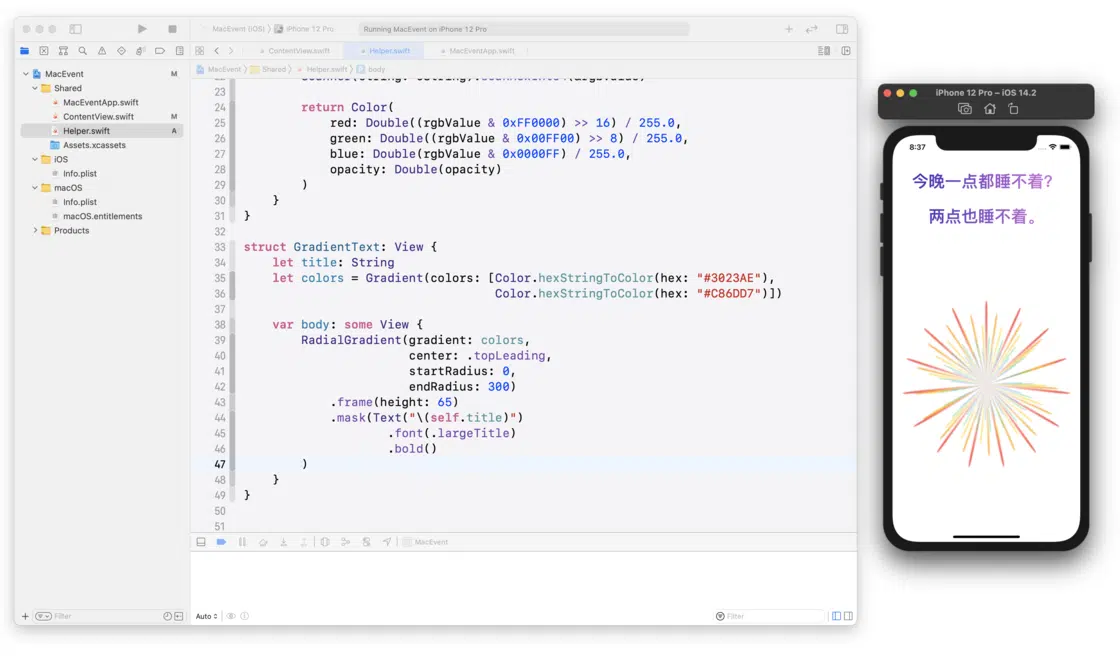 MacEvent (iOS) 〉 iPhone 12 Pro
Running MacEvent on iPhone 12 Pro
ContentView.swift
Helper.swift
MacEventApp.swift
MacEvent 〉 Shared 〉 Helper.swift 〉 body
MacEvent M
Shared
MacEventApp.swift
ContentView.swift M
Helper.swift A
Assets.xcassets
iOS
Info.plist
macOS
Info.plist
macOS.entitlements
Products
23
24 return Color(
25 red: Double((rgbValue & 0xFF0000) >> 16) / 255.0,
26 green: Double((rgbValue & 0x00FF00) >> 8) / 255.0,
27 blue: Double(rgbValue & 0x0000FF) / 255.0,
28 opacity: Double(opacity)
29 )
30 }
31 }
32
33 struct GradientText: View {
34 let title: String
35 let colors = Gradient(colors: [Color.hexStringToColor(hex: "#3023AE"),
36 Color.hexStringToColor(hex: "#C86DD7")])
37
38 var body: some View {
39 RadialGradient(gradient: colors,
40 center: .topLeading,
41 startRadius: 0,
42 endRadius: 300)
43 .frame(height: 65)
44 .mask(Text("\(self.title)")
45 .font(.largeTitle)
46 .bold()
47 )
48 }
49 }
50
51
MacEvent
Filter
Auto
Filter
iPhone 12 Pro – iOS 14.2
8:37
今晚一点都睡不着？
两点也睡不着。